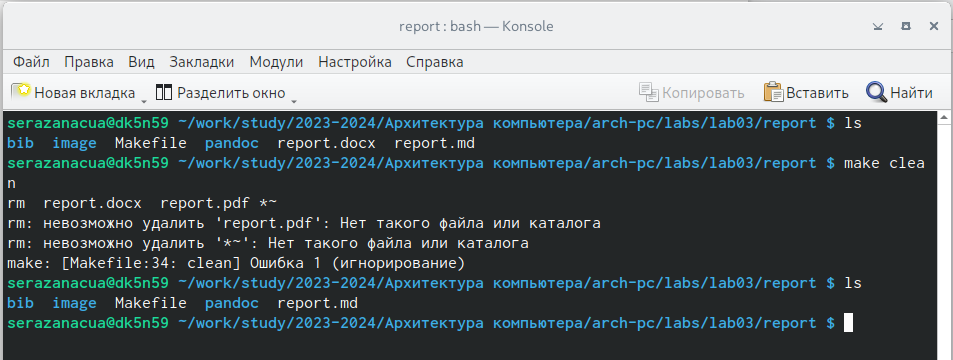 report : bash — Konsole
Файл Правка Вид Закладки Модули Настройка Справка
Новая вкладка Разделить окно Копировать Вставить Найти
serazanacua@dk5n59 ~/work/study/2023-2024/Архитектура компьютера/arch-pc/labs/lab03/report $ ls
bib image Makefile pandoc report.docx report.md
serazanacua@dk5n59 ~/work/study/2023-2024/Архитектура компьютера/arch-pc/labs/lab03/report $ make clea
n
rm report.docx report.pdf *~
rm: невозможно удалить 'report.pdf': Нет такого файла или каталога
rm: невозможно удалить '*~': Нет такого файла или каталога
make: [Makefile:34: clean] Ошибка 1 (игнорирование)
serazanacua@dk5n59 ~/work/study/2023-2024/Архитектура компьютера/arch-pc/labs/lab03/report $ ls
bib image Makefile pandoc report.md
serazanacua@dk5n59 ~/work/study/2023-2024/Архитектура компьютера/arch-pc/labs/lab03/report $